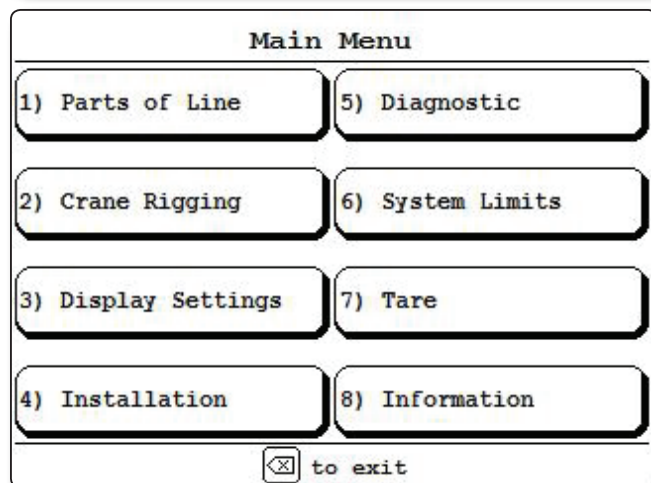 Main Menu
1) Parts of Line
5) Diagnostic
2) Crane Rigging
6) System Limits
3) Display Settings
7) Tare
4) Installation
8) Information
to exit